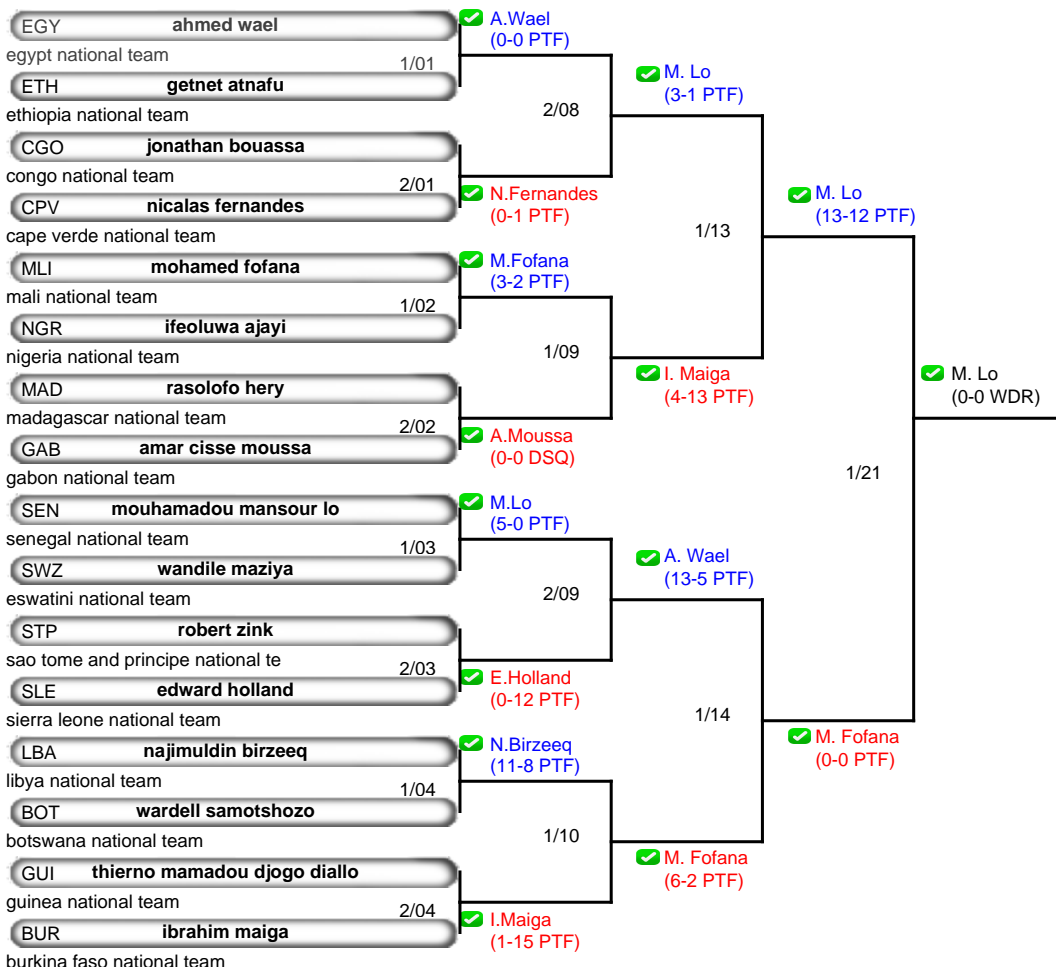 EGY ahmed wael
egypt national team
1/01
ETH getnet atnafu
ethiopia national team
CGO jonathan bouassa
congo national team
2/01
CPV nicalas fernandes
cape verde national team
MLI mohamed fofana
mali national team
1/02
NGR ifeoluwa ajayi
nigeria national team
MAD rasolofo hery
madagascar national team
2/02
GAB amar cisse moussa
gabon national team
SEN mouhamadou mansour lo
senegal national team
1/03
SWZ wandile maziya
eswatini national team
STP robert zink
sao tome and principe national te
2/03
SLE edward holland
sierra leone national team
LBA najimuldin birzeeq
libya national team
1/04
BOT wardell samotshozo
botswana national team
GUI thierno mamadou djogo diallo
guinea national team
2/04
BUR ibrahim maiga
burkina faso national team
A.Wael
(0-0 PTF)
2/08
N.Fernandes
(0-1 PTF)
M.Fofana
(3-2 PTF)
1/09
A.Moussa
(0-0 DSQ)
M.Lo
(5-0 PTF)
2/09
E.Holland
(0-12 PTF)
N.Birzeeq
(11-8 PTF)
1/10
I.Maiga
(1-15 PTF)
M. Lo
(3-1 PTF)
1/13
I. Maiga
(4-13 PTF)
A. Wael
(13-5 PTF)
1/14
M. Fofana
(6-2 PTF)
M. Lo
(13-12 PTF)
1/21
M. Fofana
(0-0 PTF)
M. Lo
(0-0 WDR)